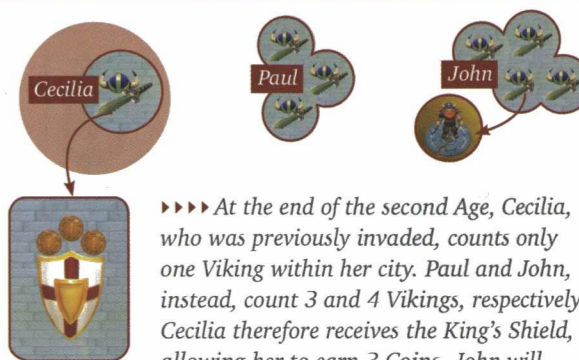 Cecilia
Paul
John
▸▸▸▸ At the end of the second Age, Cecilia,
who was previously invaded, counts only
one Viking within her city. Paul and John,
instead, count 3 and 4 Vikings, respectively
Cecilia therefore receives the King's Shield,
allowing her to earn 3 Coins. John will